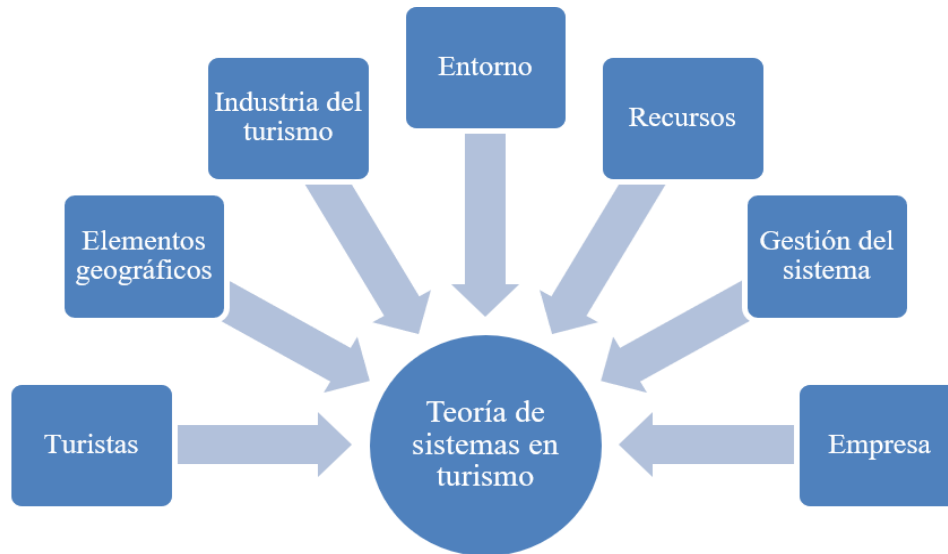 Entorno
Industria del
turismo
Recursos
Elementos
geográficos
Gestión del
sistema
Turistas
Teoría de
sistemas en
turismo
Empresa